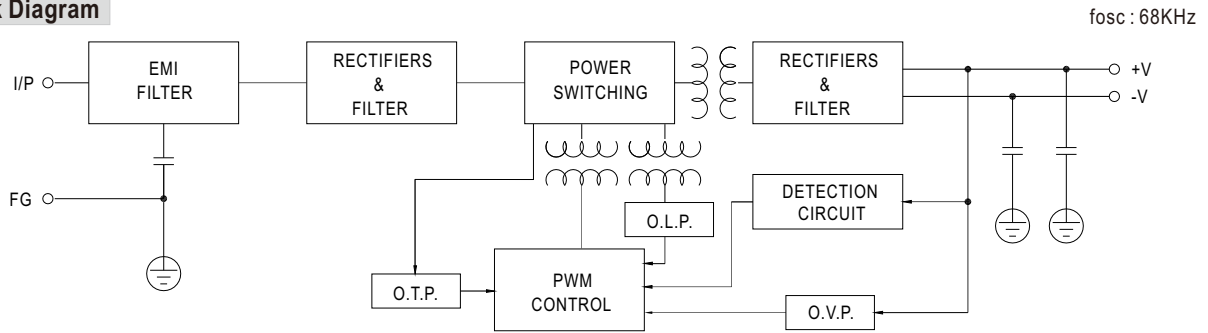 Diagram
fosc : 68KHz
I/P
EMI
FILTER
RECTIFIERS
&
FILTER
POWER
SWITCHING
RECTIFIERS
&
FILTER
+V
-V
FG
DETECTION
CIRCUIT
O.L.P.
O.T.P.
PWM
CONTROL
O.V.P.